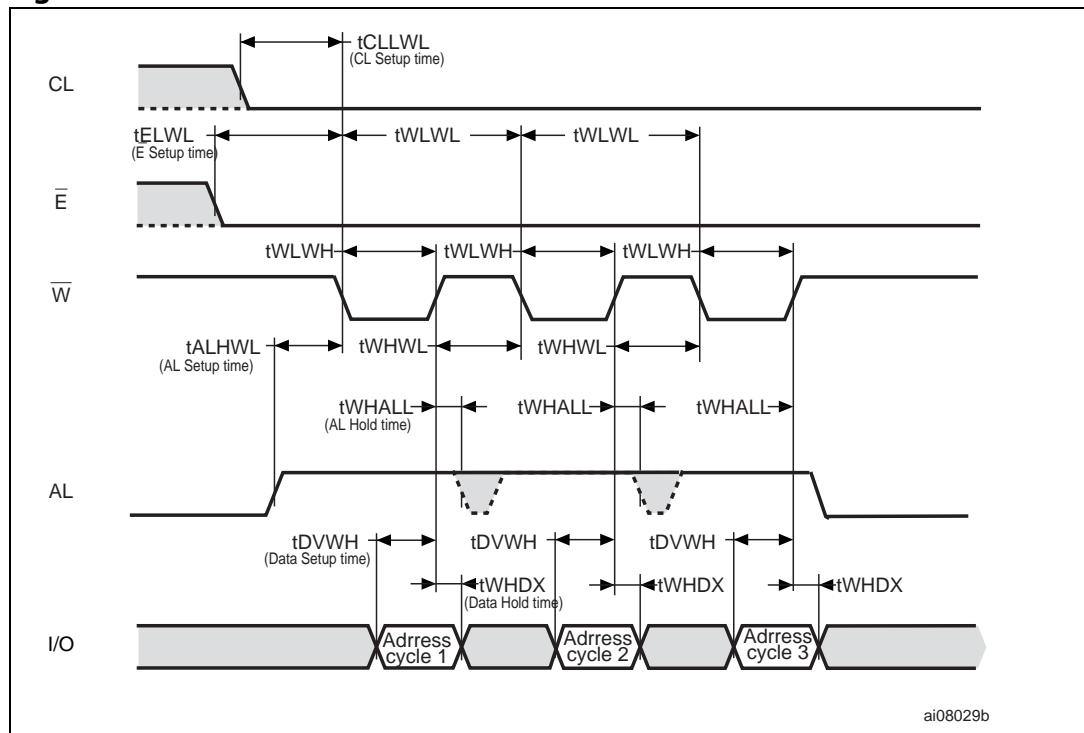 tCLLWL
(CL Setup time)
CL
tELWL
(E Setup time)
tWLWL
tWLWL
E
tWLWH
tWLWH
tWLWH
W
tALHWL
(AL Setup time)
tWHWL
tWHWL
tWHALL
(AL Hold time)
tWHALL
tWHALL
AL
tDVWH
(Data Setup time)
tDVWH
tDVWH
tWHDX
(Data Hold time)
tWHDX
tWHDX
I/O
Adrress
cycle 1
Adrress
cycle 2
Adrress
cycle 3
ai08029b